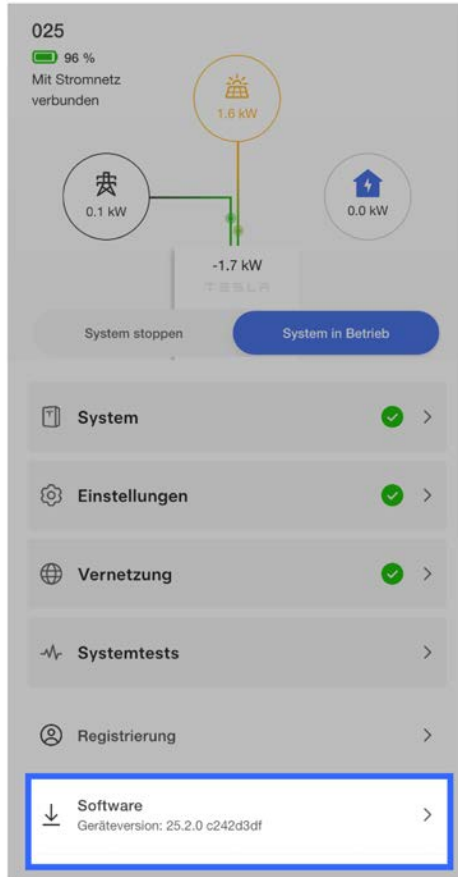 025
96 %
Mit Stromnetz
verbunden
1.6 kW
0.1 kW
0.0 kW
-1.7 kW
TESLA
System stoppen
System in Betrieb
System
Einstellungen
Vernetzung
Systemtests
Registrierung
Software
Geräteversion: 25.2.0 c242d3df